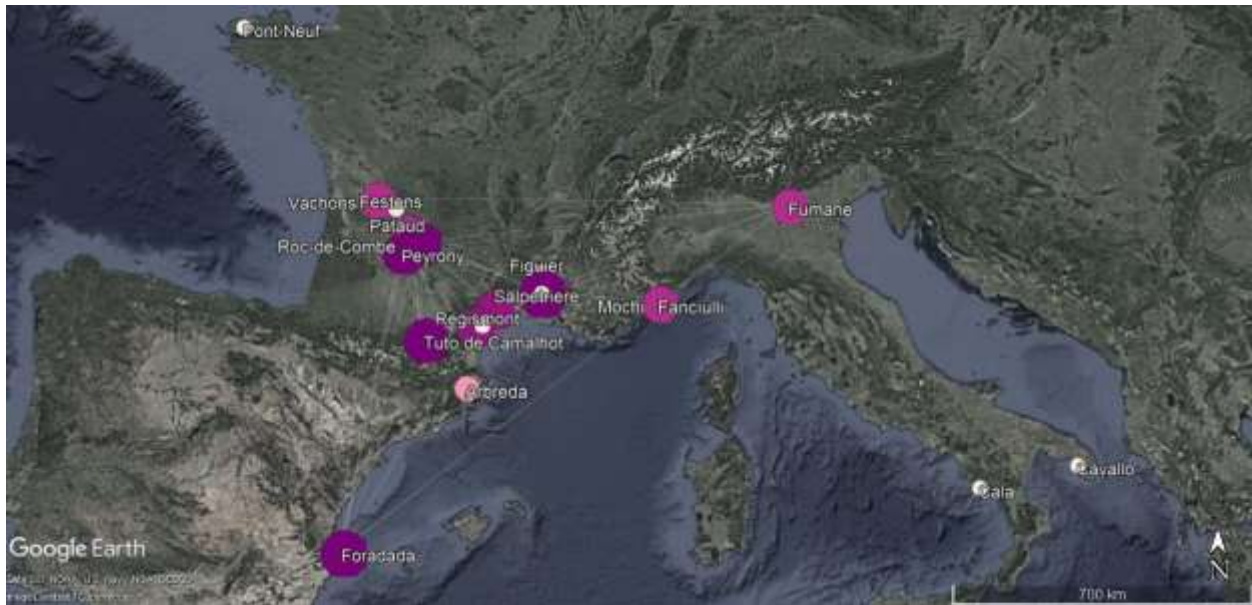 Pont-Neuf
Vachons Festens
Pataud
Roc-de-Combe
Peyrony
Fumane
Figuier
Salpetriere
Mochi
Fanciulli
Regismont
Tuto de Camalhot
Arbreda
Cavallo
Cala
Foradada
Google Earth
N
700 km